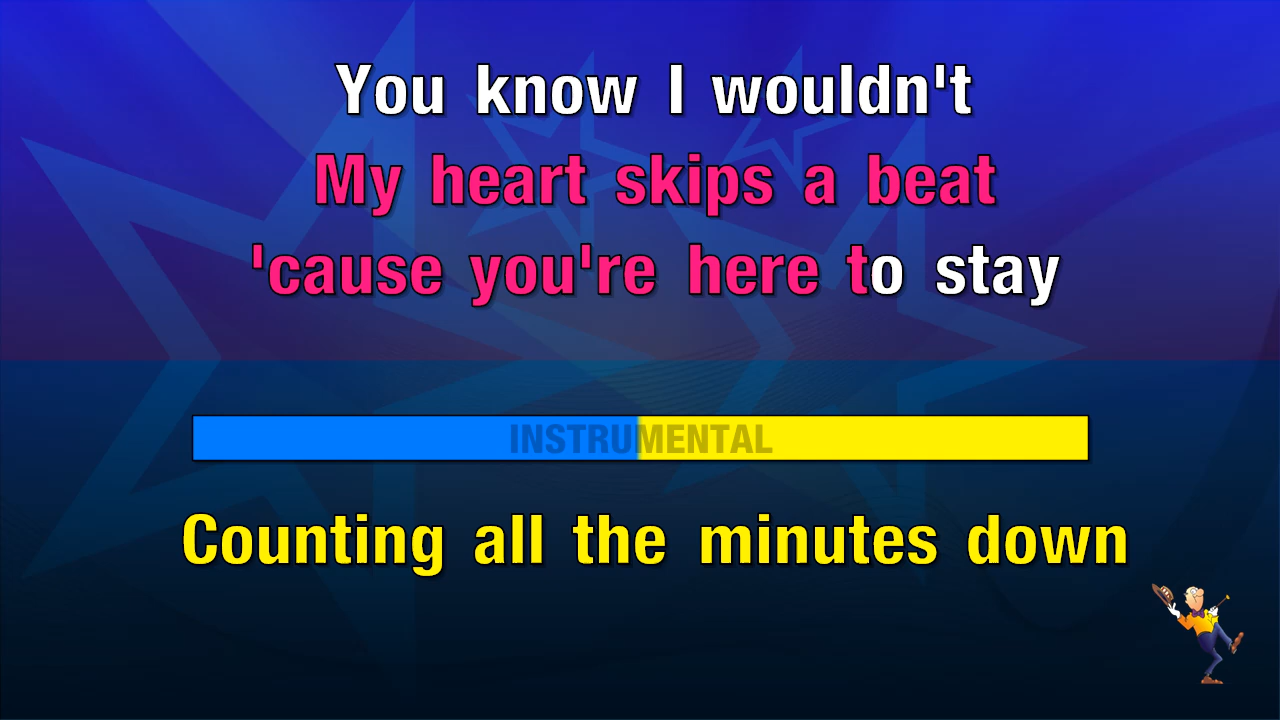 You know I wouldn't
My heart skips a beat
'cause you're here to stay
INSTRUMENTAL
Counting all the minutes down